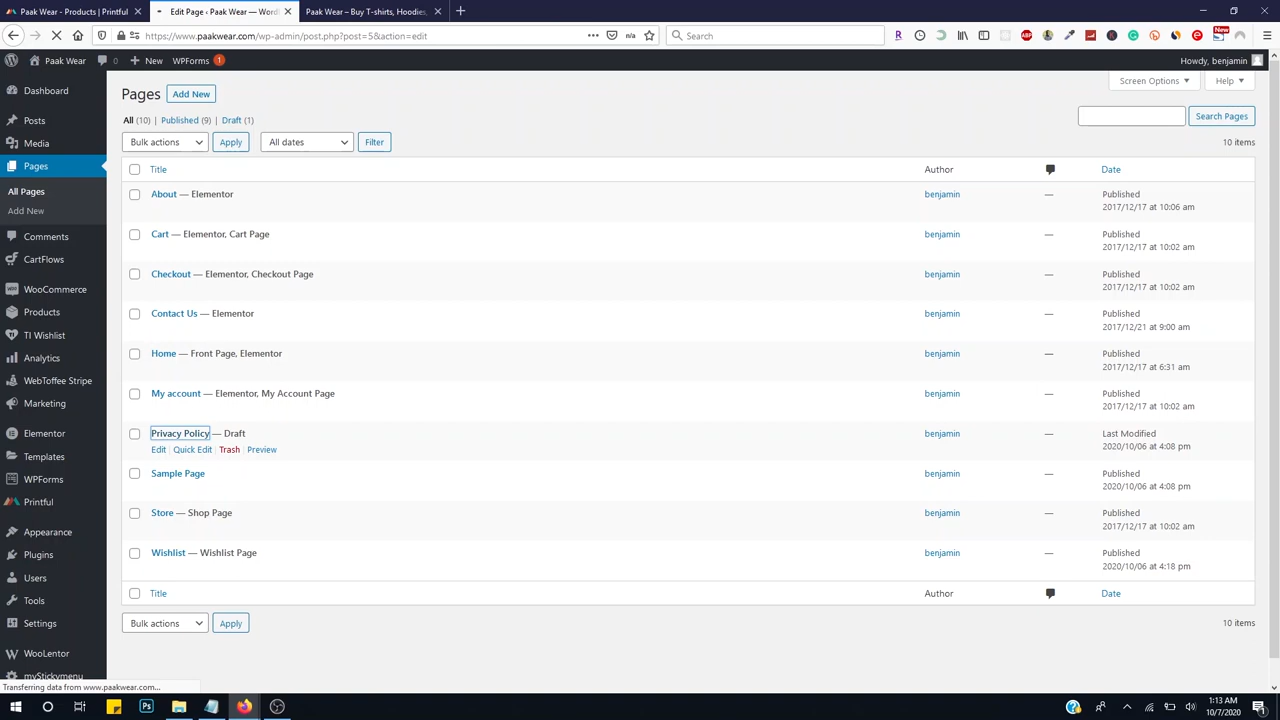 Paak Wear - Products | Printful
Edit Page ‹ Paak Wear — Word
Paak Wear – Buy T-shirts, Hoodies,
https://www.paakwear.com/wp-admin/post.php?post=5&action=edit
n/a
Search
ABP
New
Paak Wear
0
New
WPForms 1
Howdy, benjamin
Dashboard
Posts
Media
Pages
All Pages
Add New
Comments
CartFlows
WooCommerce
Products
TI Wishlist
Analytics
WebToffee Stripe
Marketing
Elementor
Templates
WPForms
Printful
Appearance
Plugins
Users
Tools
Settings
WooLentor
myStickymenu
Screen Options
Help
Pages
Add New
All (10) | Published (9) | Draft (1)
Search Pages
Bulk actions
Apply
All dates
Filter
10 items
Title Author Date
About — Elementor benjamin — Published
2017/12/17 at 10:06 am
Cart — Elementor, Cart Page benjamin — Published
2017/12/17 at 10:02 am
Checkout — Elementor, Checkout Page benjamin — Published
2017/12/17 at 10:02 am
Contact Us — Elementor benjamin — Published
2017/12/21 at 9:00 am
Home — Front Page, Elementor benjamin — Published
2017/12/17 at 6:31 am
My account — Elementor, My Account Page benjamin — Published
2017/12/17 at 10:02 am
Privacy Policy — Draft benjamin — Last Modified
Edit | Quick Edit | Trash | Preview 2020/10/06 at 4:08 pm
Sample Page benjamin — Published
2020/10/06 at 4:08 pm
Store — Shop Page benjamin — Published
2017/12/17 at 10:02 am
Wishlist — Wishlist Page benjamin — Published
2020/10/06 at 4:18 pm
Title Author Date
Bulk actions
Apply
10 items
Transferring data from www.paakwear.com...
Ps
1:13 AM
10/7/2020
1